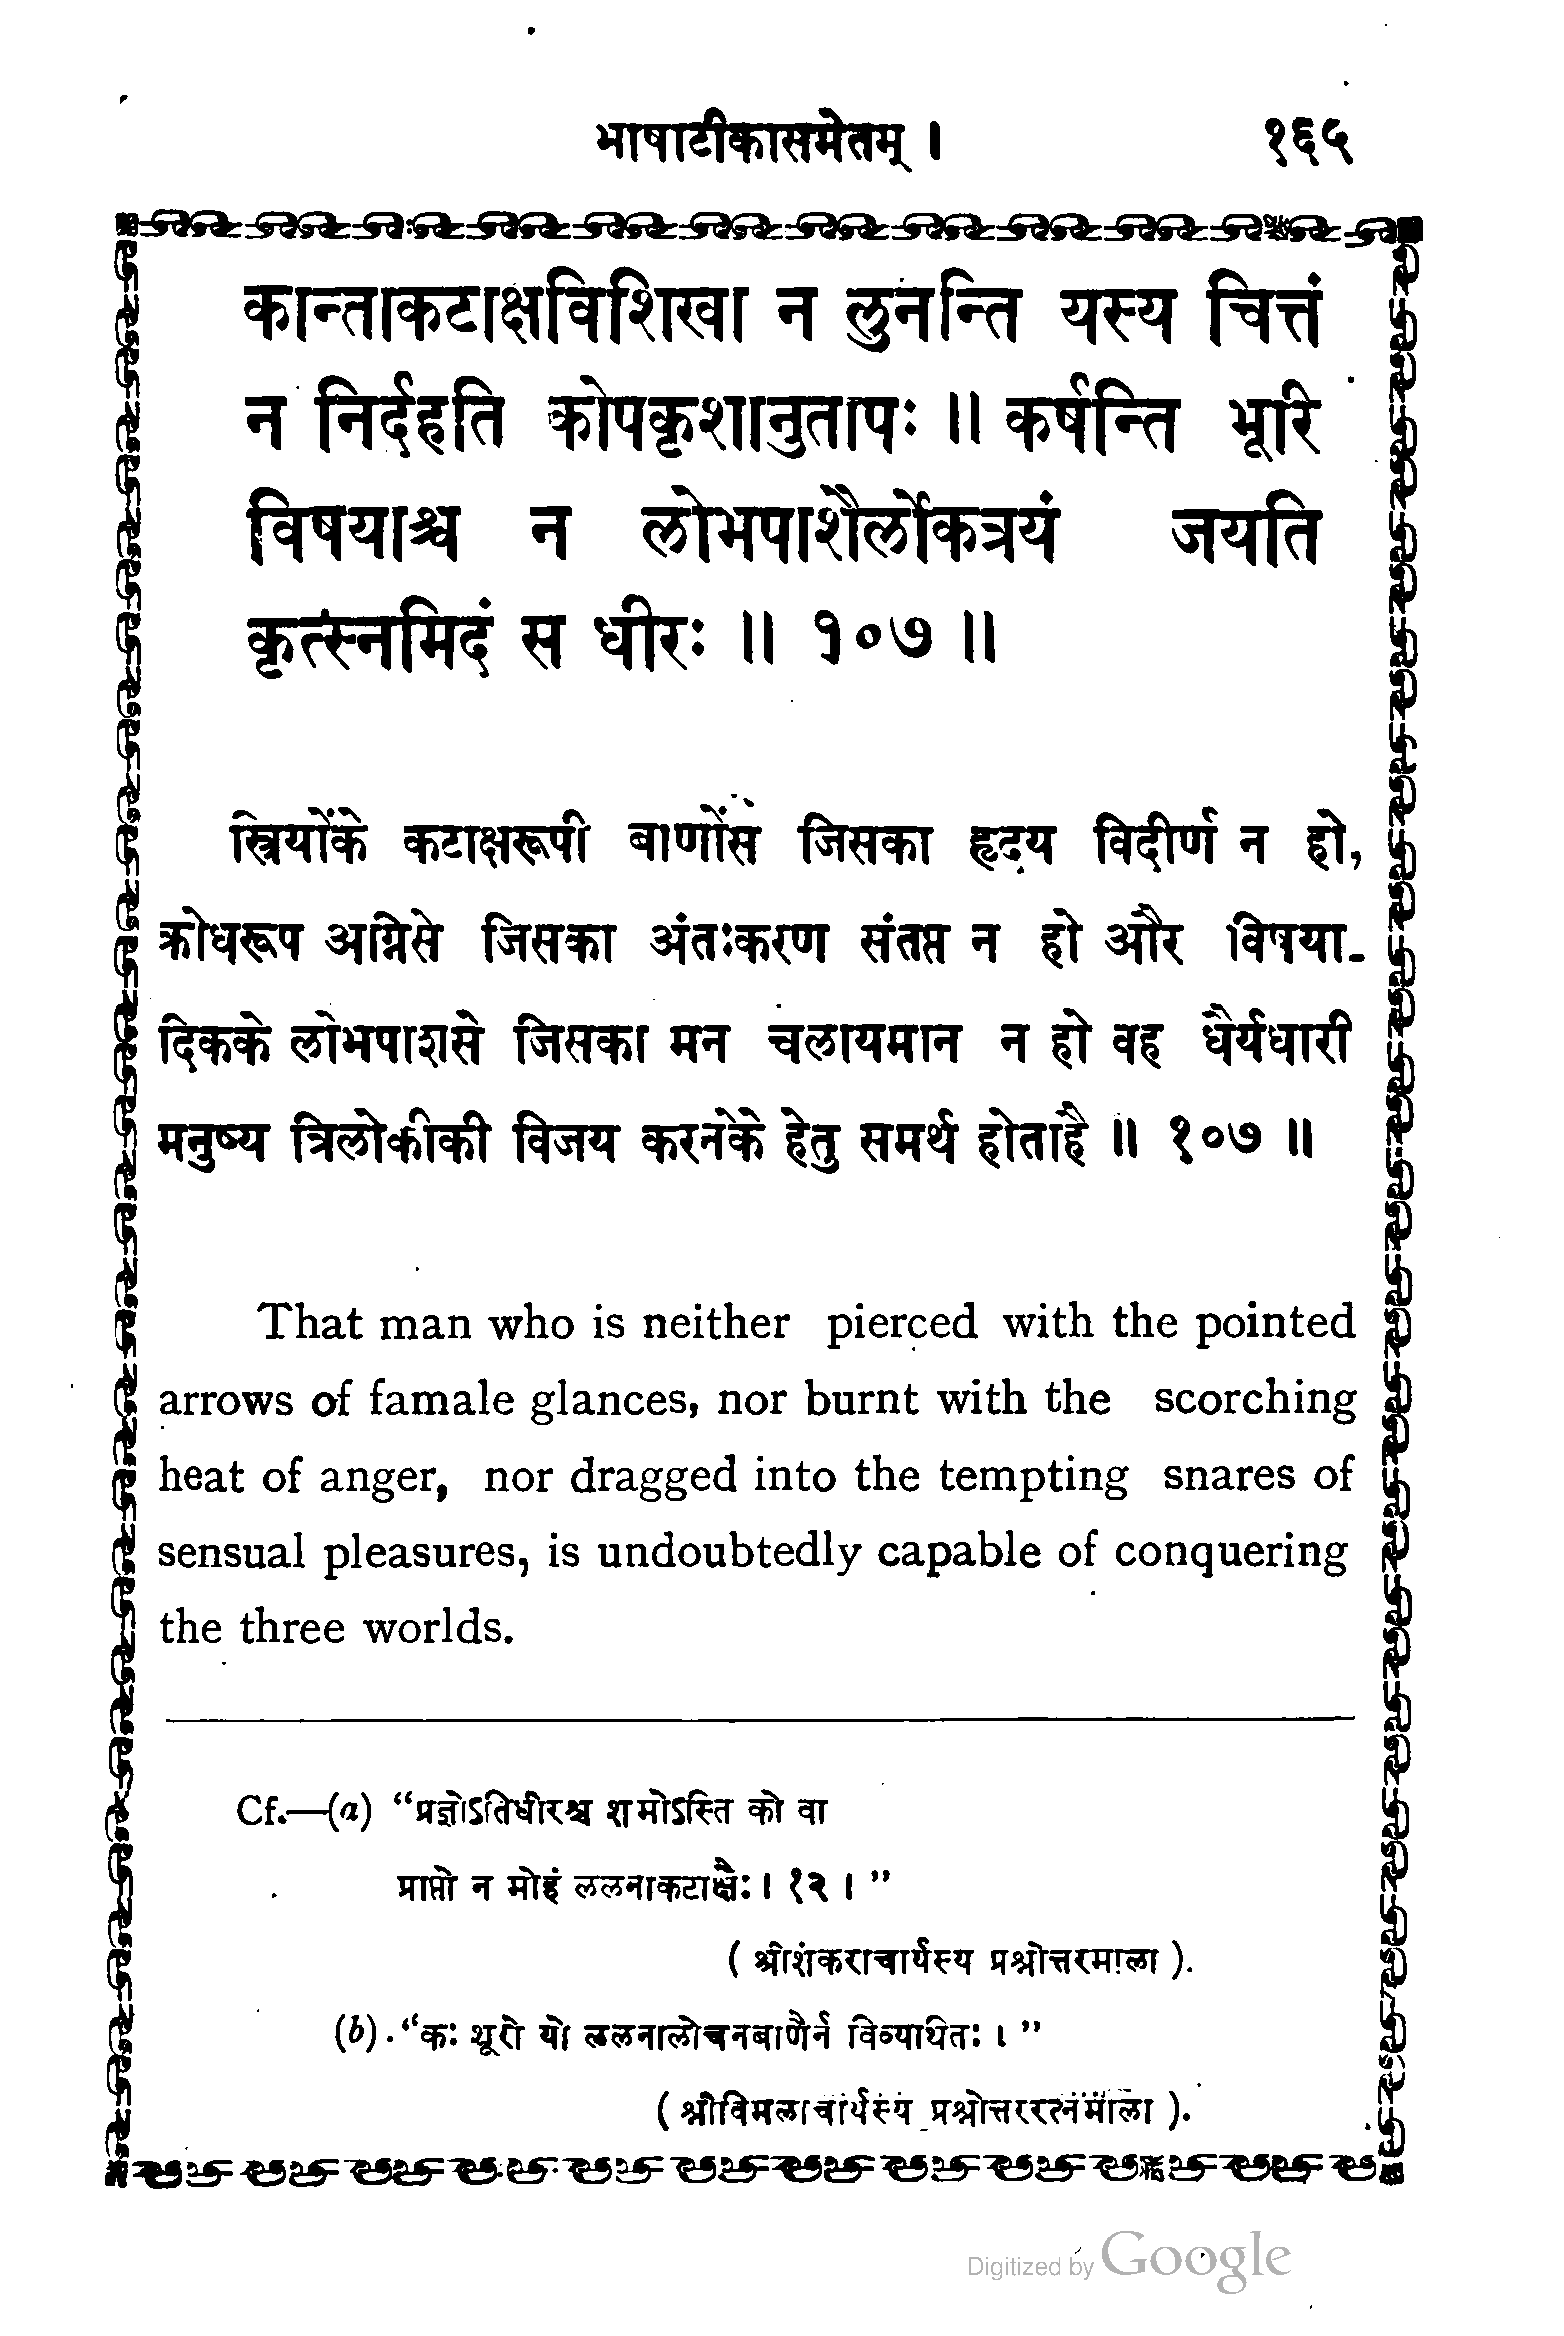 भाषाटीकासमेतम् । १६५
कान्ताकटाक्षविशिखा न लुनन्ति यस्य चित्तं
न निर्दहति कोपकृशानुतापः ॥ कर्षन्ति भूरि
विषयाश्च न लोभपाशैर्लोकत्रयं जयति
कृत्स्नमिदं स धीरः ॥ १०७ ॥
स्त्रियोंके कटाक्षरूपी बाणोंसे जिसका हृदय विदीर्ण न हो,
क्रोधरूप अग्निसे जिसका अंतःकरण संतप्त न हो और विषया-
दिकके लोभपाशसे जिसका मन चलायमान न हो वह धैर्यधारी
मनुष्य त्रिलोकीकी विजय करनेके हेतु समर्थ होताहै ॥ १०७ ॥
That man who is neither pierced with the pointed
arrows of famale glances, nor burnt with the scorching
heat of anger, nor dragged into the tempting snares of
sensual pleasures, is undoubtedly capable of conquering
the three worlds.
Cf.—(a) “प्रज्ञोऽतिधीरश्च शमोऽस्ति को वा
प्राप्तो न मोहं ललनाकटाक्षैः । १२ । ”
( श्रीशंकराचार्यस्य प्रश्नोत्तरमाला ).
(b) . “कः शूरो यो ललनालोचनबाणैर्न विव्याधितः । ”
( श्रीविमलाचार्यस्य प्रश्नोत्तररत्नमाला ).
Digitized by Google